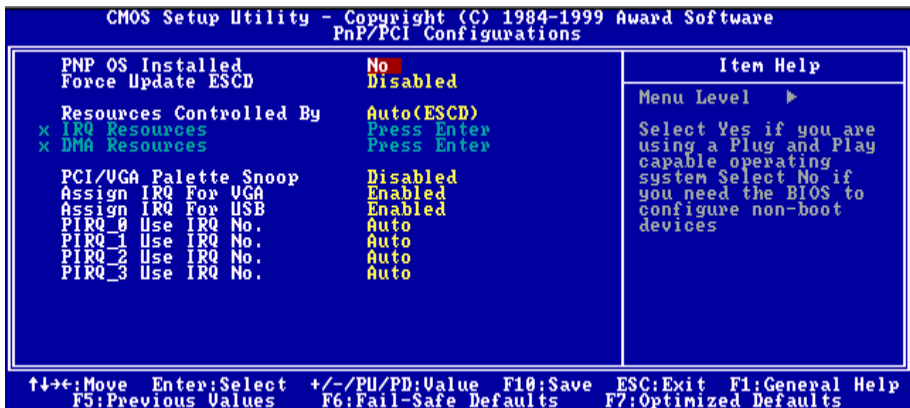 CMOS Setup Utility - Copyright (C) 1984-1999 Award Software
PnP/PCI Configurations
PNP OS Installed No
Force Update ESCD Disabled
Resources Controlled By Auto(ESCD)
x IRQ Resources Press Enter
x DMA Resources Press Enter
PCI/VGA Palette Snoop Disabled
Assign IRQ For VGA Enabled
Assign IRQ For USB Enabled
PIRQ_0 Use IRQ No. Auto
PIRQ_1 Use IRQ No. Auto
PIRQ_2 Use IRQ No. Auto
PIRQ_3 Use IRQ No. Auto
Item Help
Menu Level ▶
Select Yes if you are
using a Plug and Play
capable operating
system Select No if
you need the BIOS to
configure non-boot
devices
↑↓→←:Move Enter:Select +/-/PU/PD:Value F10:Save ESC:Exit F1:General Help
F5:Previous Values F6:Fail-Safe Defaults F7:Optimized Defaults